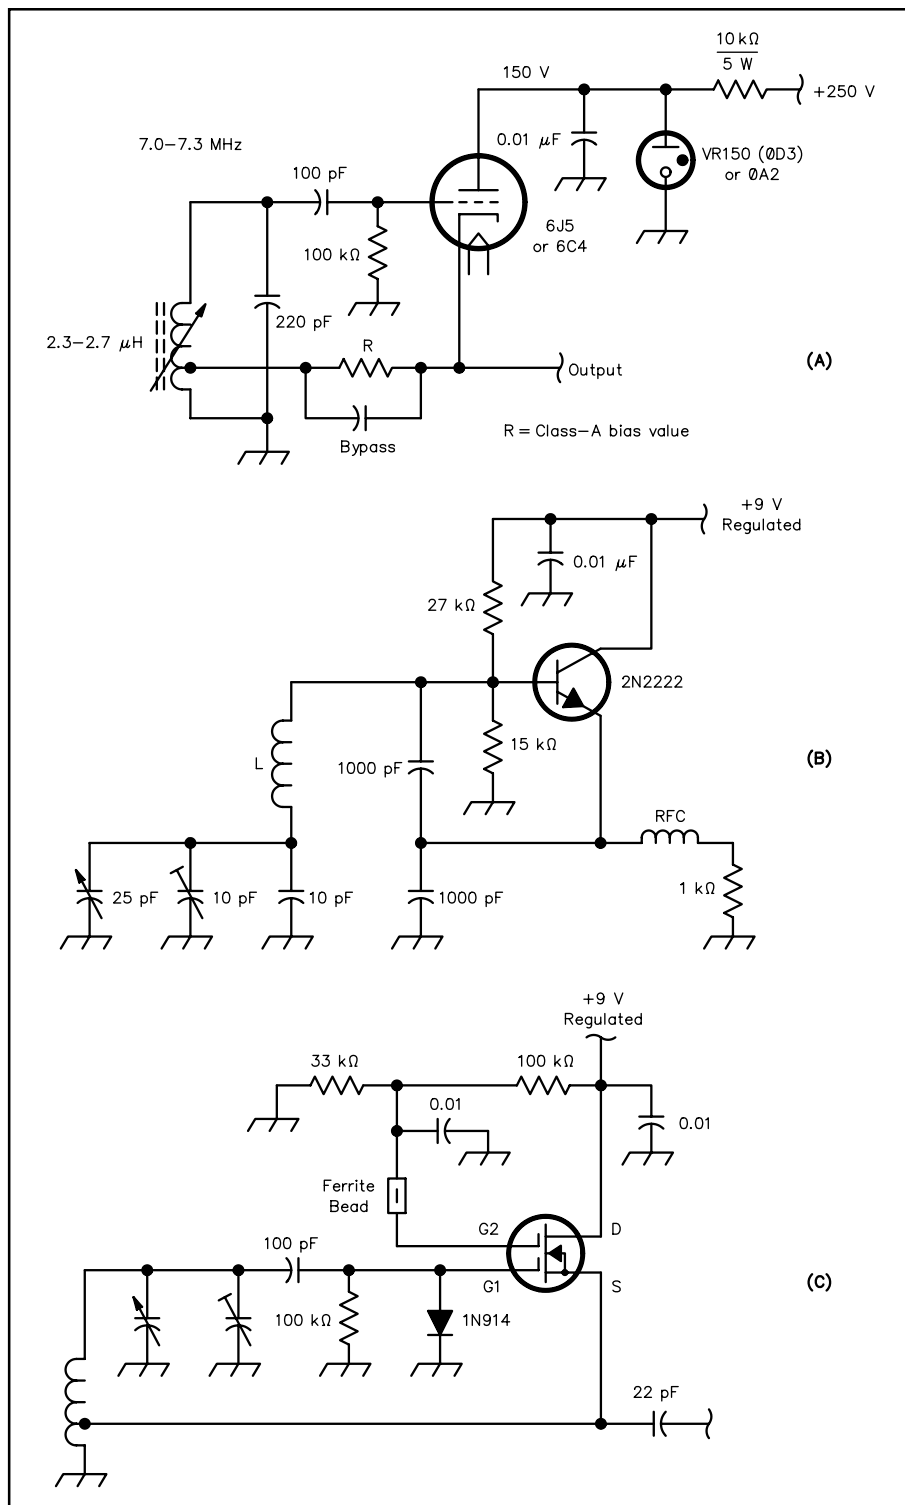 10 kΩ
5 W
150 V
+250 V
0.01 µF
7.0–7.3 MHz
VR150 (ØD3)
or ØA2
100 pF
6J5
or 6C4
100 kΩ
220 pF
2.3–2.7 µH
R
(A)
Output
Bypass
R = Class–A bias value
+9 V
Regulated
0.01 µF
27 kΩ
2N2222
15 kΩ
(B)
L
1000 pF
RFC
25 pF
10 pF
10 pF
1000 pF
1 kΩ
+9 V
Regulated
33 kΩ
100 kΩ
0.01
0.01
Ferrite
Bead
G2
D
100 pF
G1
S
(C)
100 kΩ
1N914
22 pF